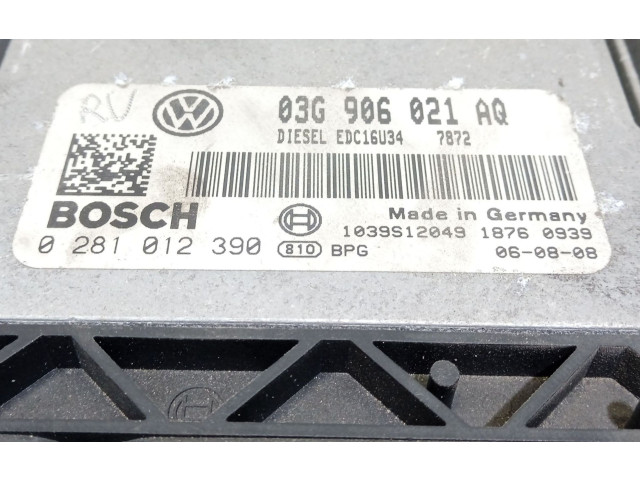 RV
VW
03G 906 021 AQ
DIESEL EDC16U34 7872
BOSCH
Made in Germany
1039S12049 1876 0939
0 281 012 390 810 BPG
06-08-08